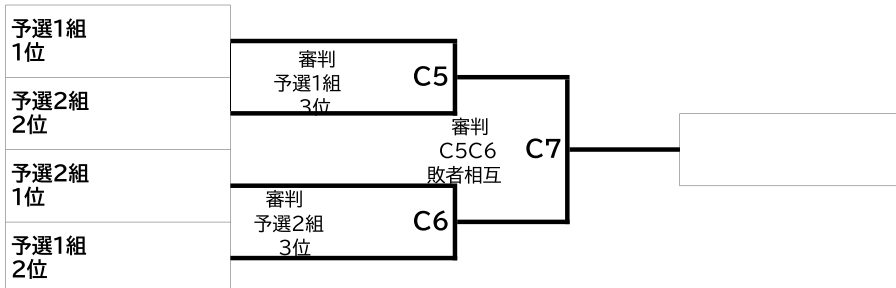 予選1組
1位
予選2組
2位
予選2組
1位
予選1組
2位
審判
予選1組
3位
C5
審判
C5C6
敗者相互
C7
審判
予選2組
3位
C6